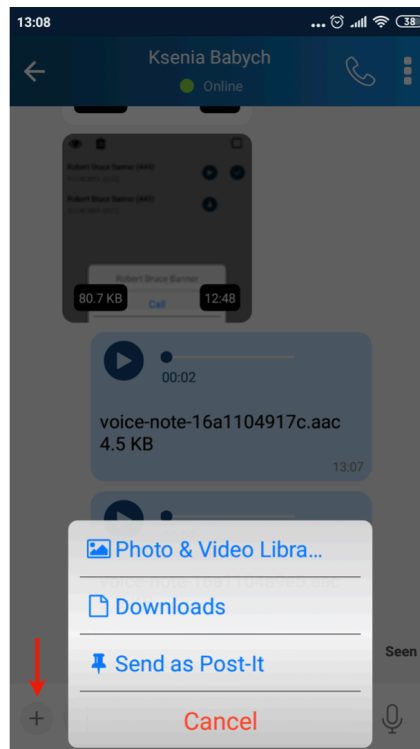 13:08
38
Ksenia Babych
Online
Robert Bruce Banner
80.7 KB
Call
12:48
00:02
voice-note-16a1104917c.aac
4.5 KB
13:07
Photo & Video Libra...
Downloads
Send as Post-It
Seen
Cancel